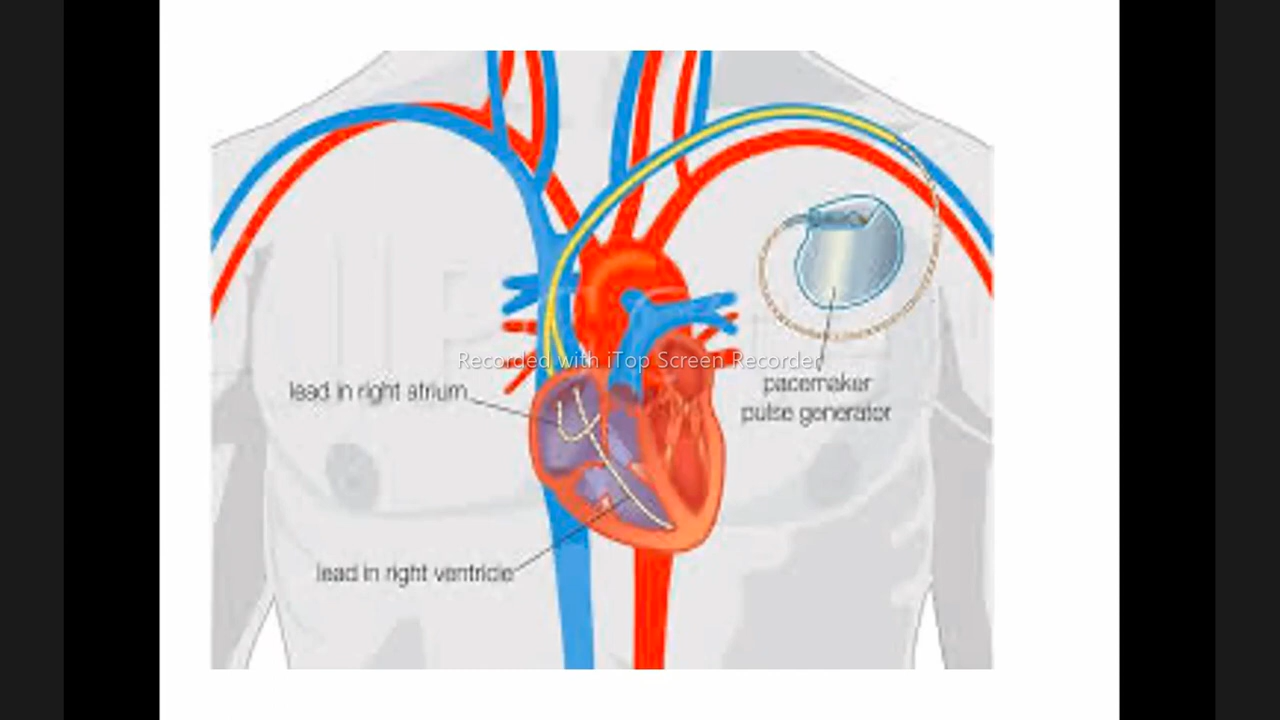 Recorded with iTop Screen Recorder
lead in right atrium
pacemaker
pulse generator
lead in right ventricle